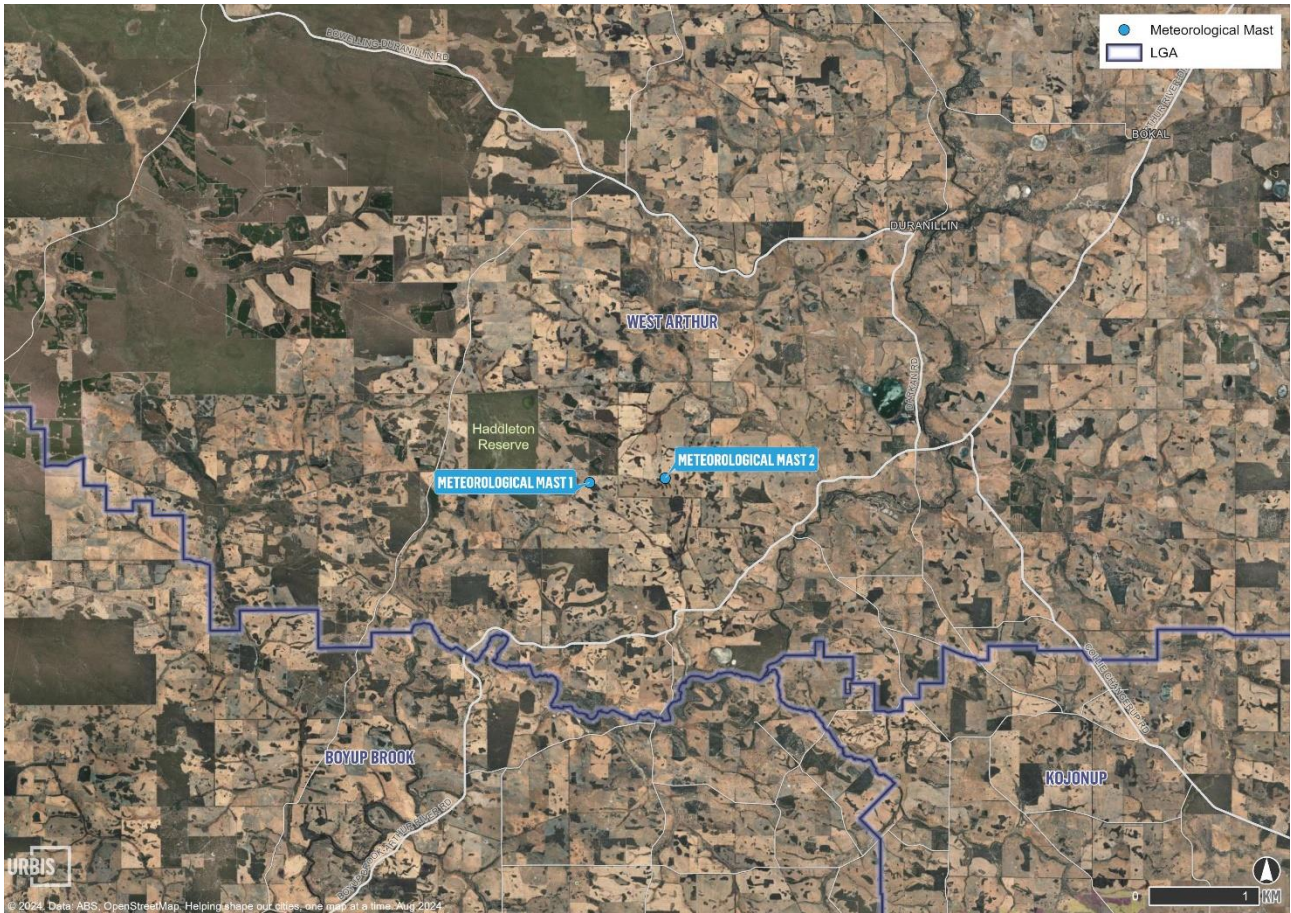 Meteorological Mast
LGA
BOWELLING-DURANILLIN RD
BOKAL
DURANILLIN
WEST ARTHUR
DARKAN RD
Haddleton
Reserve
METEOROLOGICAL MAST 2
METEOROLOGICAL MAST 1
BOYUP BROOK
KOJONUP
URBIS
0 1 KM
© 2024. Data: ABS, OpenStreetMap. Helping shape our cities, one map at a time. Aug 2024